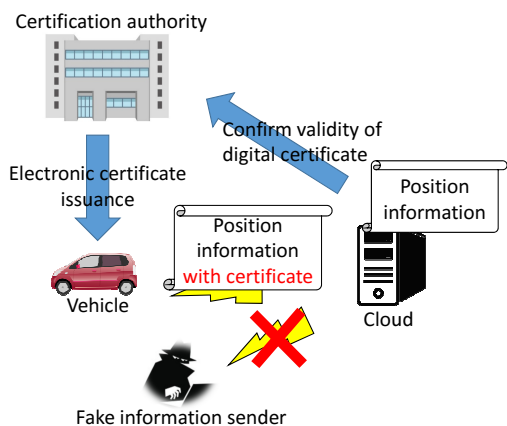 Certification authority
Confirm validity of
digital certificate
Electronic certificate
issuance
Position
information
Position
information
with certificate
Vehicle
Cloud
Fake information sender